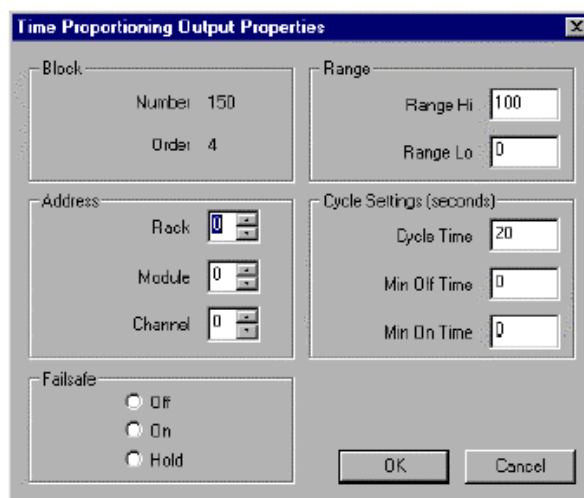 Time Proportioning Output Properties
Block
Number 150
Order 4
Range
Range Hi 100
Range Lo 0
Address
Rack 0
Module 0
Channel 0
Cycle Settings (seconds)
Cycle Time 20
Min Off Time 0
Min On Time 0
Failsafe
Off
On
Hold
OK
Cancel